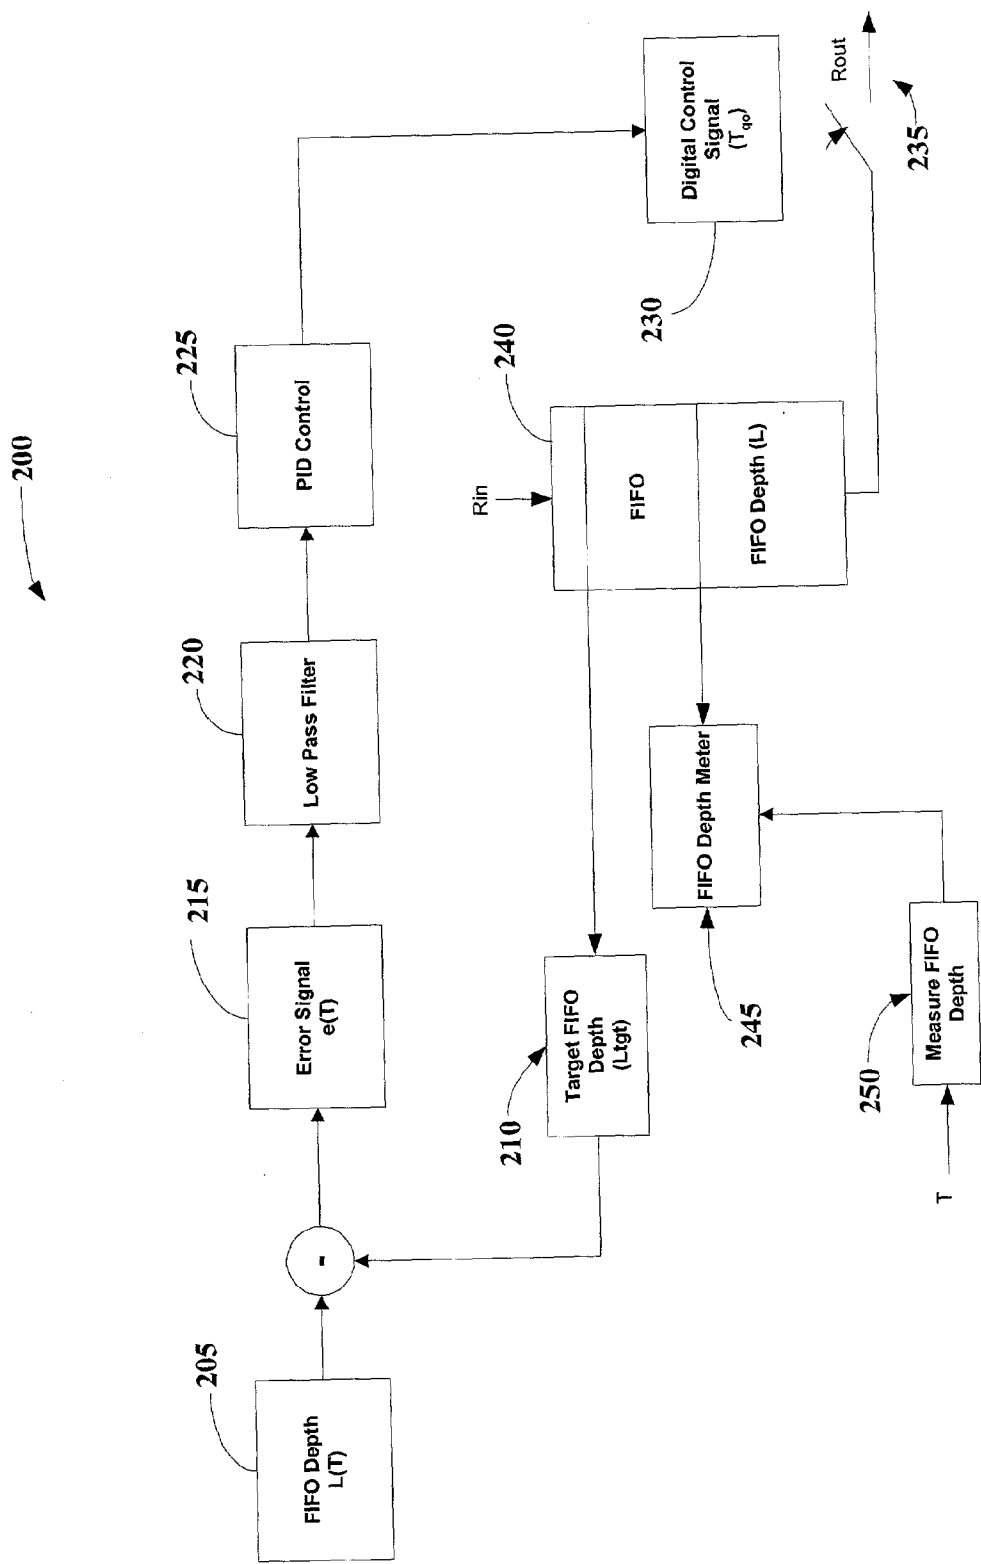 200
205
FIFO Depth
L(T)
-
215
Error Signal
e(T)
220
Low Pass Filter
225
PID Control
210
Target FIFO
Depth
(Ltgt)
Rin
240
FIFO
FIFO Depth (L)
230
Digital Control
Signal
(Tqo)
245
FIFO Depth Meter
Rout
235
T
250
Measure FIFO
Depth